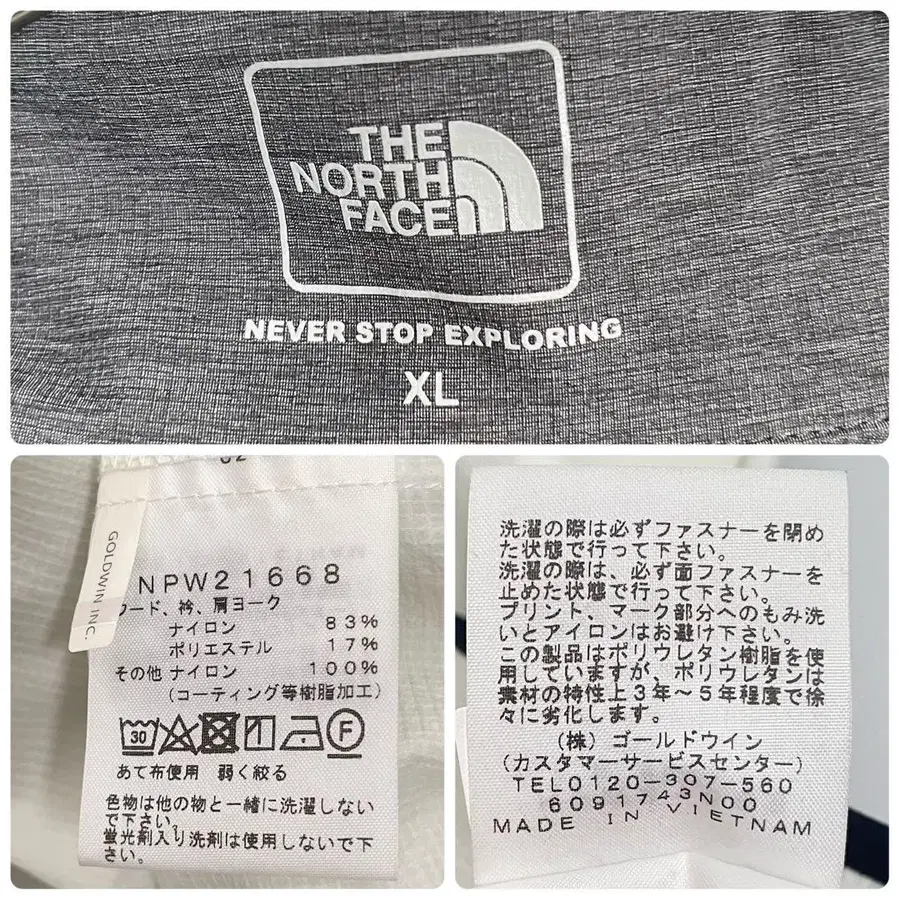 THE
NORTH
FACE
NEVER STOP EXPLORING
XL
GOLDWIN INC.
NPW21668
フード、衿、肩ヨーク
ナイロン 83%
ポリエステル 17%
その他 ナイロン 100%
(コーティング等樹脂加工)
30
F
あて布使用 弱く絞る
色物は他の物と一緒に洗濯しない
で下さい。
蛍光剤入り洗剤は使用しないで下
さい。
洗濯の際は必ずファスナーを閉め
た状態で行って下さい。
洗濯の際は、必ず面ファスナーを
止めた状態で行って下さい。
プリント、マーク部分へのもみ洗
いとアイロンはお避け下さい。
この製品はポリウレタン樹脂を使
用していますが、ポリウレタンは
素材の特性上3年～5年程度で徐
々に劣化します。
(株)ゴールドウイン
(カスタマーサービスセンター)
TEL0120-307-560
6091743N00
MADE IN VIETNAM